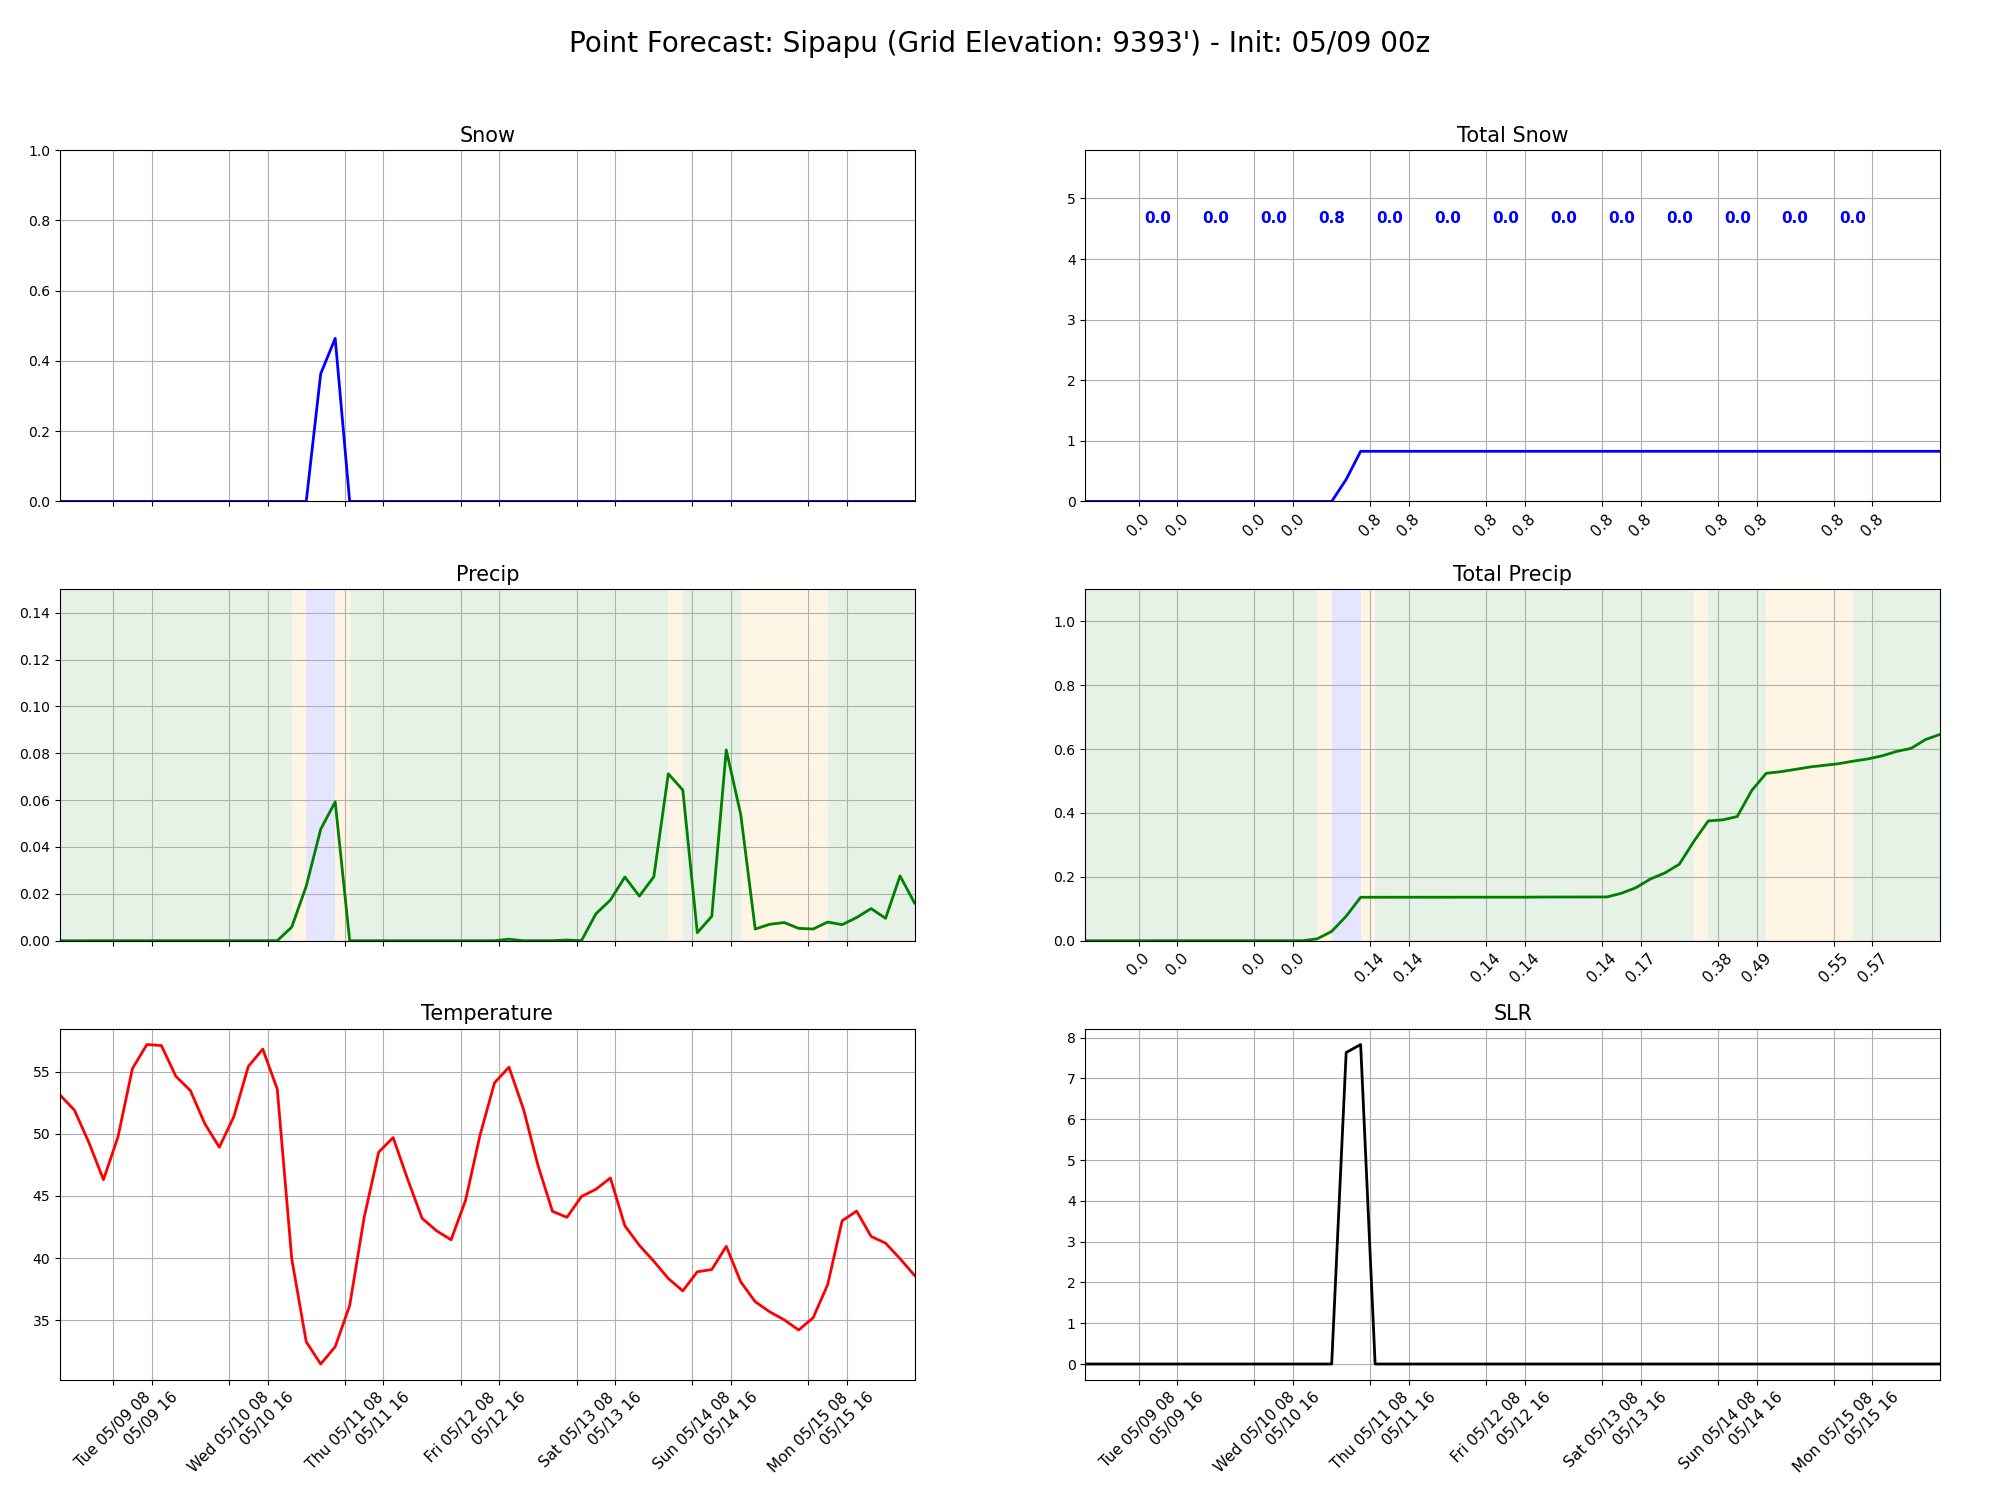 Point Forecast: Sipapu (Grid Elevation: 9393') - Init: 05/09 00z
Snow
1.0
0.8
0.6
0.4
0.2
0.0
Total Snow
5
4
3
2
1
0
0.0 0.0 0.0 0.8 0.0 0.0 0.0 0.0 0.0 0.0 0.0 0.0 0.0
0.0 0.0 0.0 0.0 0.8 0.8 0.8 0.8 0.8 0.8 0.8 0.8 0.8 0.8
Precip
0.14
0.12
0.10
0.08
0.06
0.04
0.02
0.00
Total Precip
1.0
0.8
0.6
0.4
0.2
0.0
0.0 0.0 0.0 0.0 0.14 0.14 0.14 0.14 0.14 0.17 0.38 0.49 0.55 0.57
Temperature
55
50
45
40
35
Tue 05/09 08
05/09 16
Wed 05/10 08
05/10 16
Thu 05/11 08
05/11 16
Fri 05/12 08
05/12 16
Sat 05/13 08
05/13 16
Sun 05/14 08
05/14 16
Mon 05/15 08
05/15 16
SLR
8
7
6
5
4
3
2
1
0
Tue 05/09 08
05/09 16
Wed 05/10 08
05/10 16
Thu 05/11 08
05/11 16
Fri 05/12 08
05/12 16
Sat 05/13 08
05/13 16
Sun 05/14 08
05/14 16
Mon 05/15 08
05/15 16